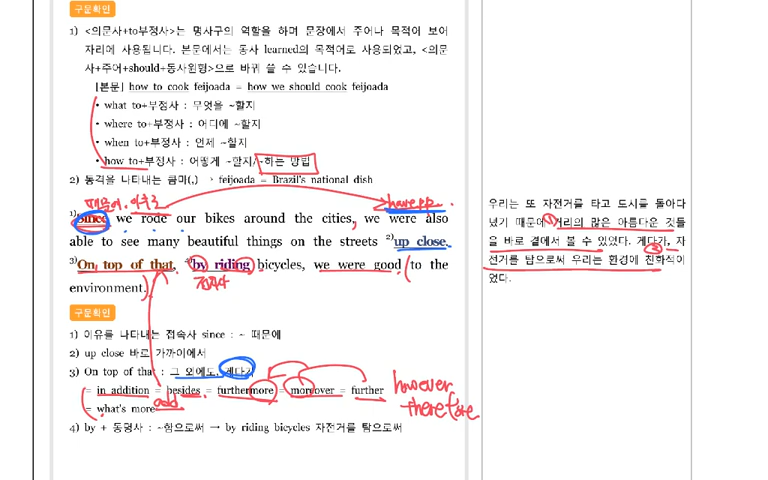 구문확인
1) <의문사+to부정사>는 명사구의 역할을 하며 문장에서 주어나 목적이 보어
자리에 사용됩니다. 본문에서는 동사 learned의 목적어로 사용되었고, <의문
사+주어+should+동사원형>으로 바꿔 쓸 수 있습니다.
[본문] how to cook feijoada = how we should cook feijoada
• what to+부정사 : 무엇을 ~할지
• where to+부정사 : 어디에 ~할지
• when to+부정사 : 언제 ~할지
• how to+부정사 : 어떻게 ~할지/~하는 방법
2) 동격을 나타내는 콤마(,) → feijoada = Brazil's national dish
때문에, 이후로
have pp.
1)Since we rode our bikes around the cities, we were also
able to see many beautiful things on the streets 2)up close.
3)On top of that, 4)by riding bicycles, we were good to the
environment.
전치사
구문확인
1) 이유를 나타내는 접속사 since : ~ 때문에
2) up close 바로 가까이에서
3) On top of that : 그 외에도, 게다가
= in addition = besides = furthermore = moreover = further
= what's more
add
however
therefore
4) by + 동명사 : ~함으로써 → by riding bicycles 자전거를 탐으로써
우리는 또 자전거를 타고 도시를 돌아다
녔기 때문에 ①거리의 많은 아름다운 것들
을 바로 곁에서 볼 수 있었다. 게다가, 자
전거를 탐으로써 우리는 환경에 친화적이
었다.